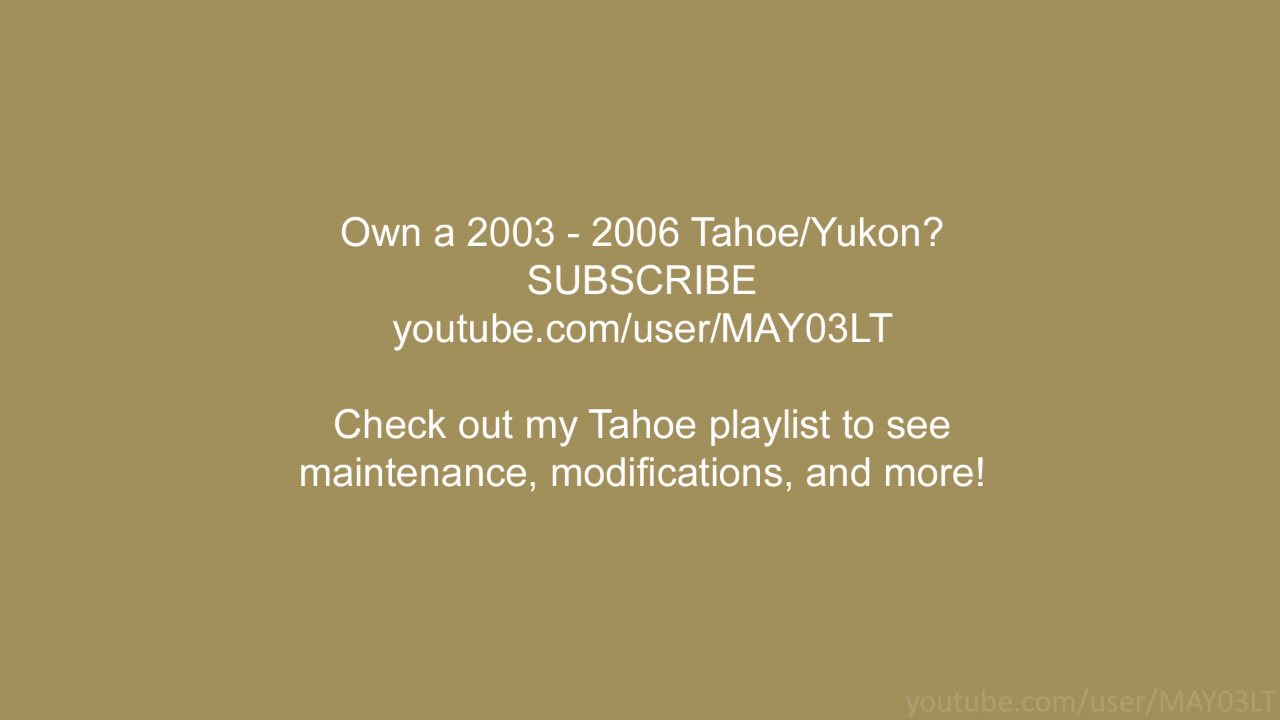 Own a 2003 - 2006 Tahoe/Yukon?
SUBSCRIBE
youtube.com/user/MAY03LT
Check out my Tahoe playlist to see
maintenance, modifications, and more!
youtube.com/user/MAY03LT